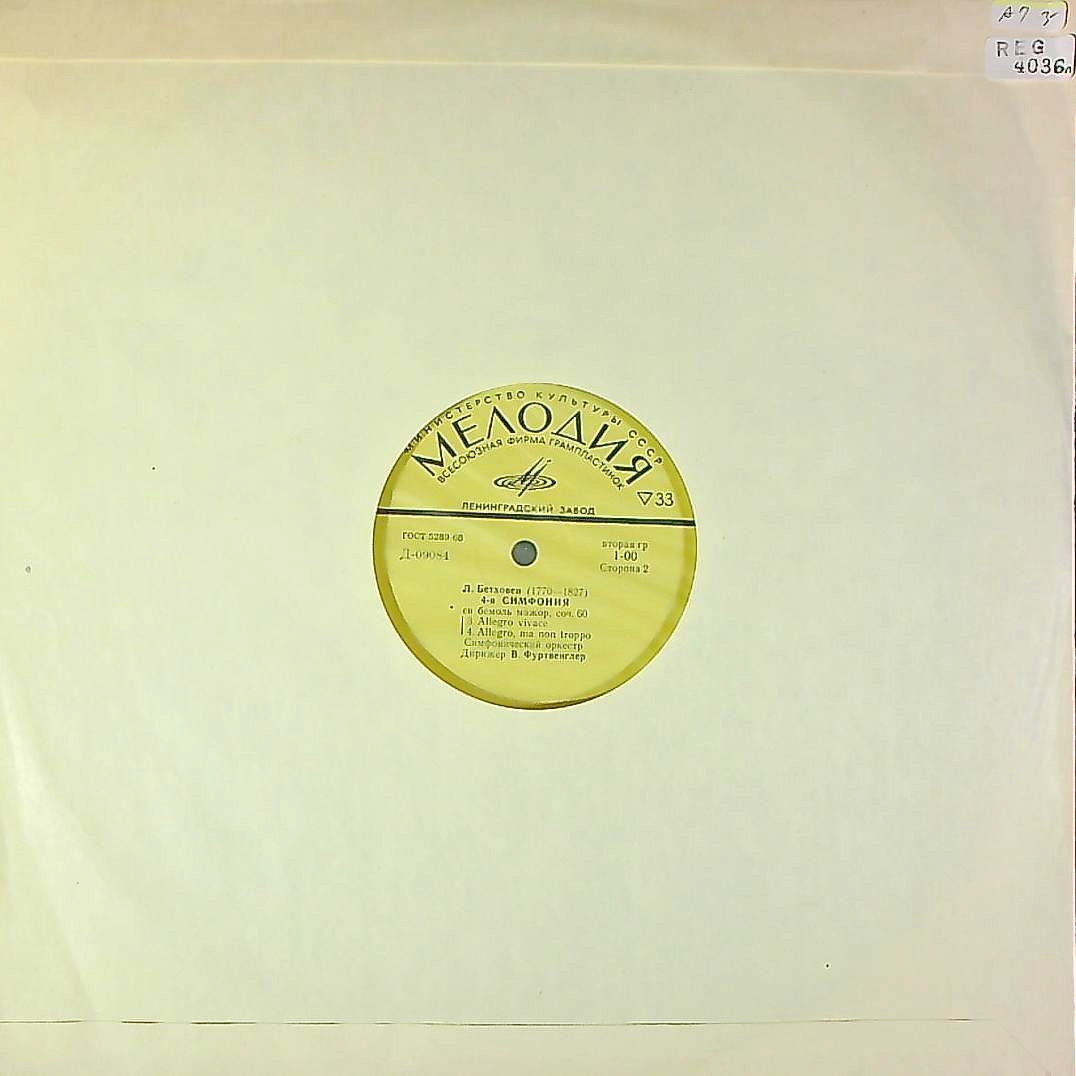 REG
4036л
МИНИСТЕРСТВО КУЛЬТУРЫ СССР
МЕЛОДИЯ
ВСЕСОЮЗНАЯ ФИРМА ГРАМПЛАСТИНОК
▽33
ЛЕНИНГРАДСКИЙ ЗАВОД
ГОСТ 5289-68
Д-09084
вторая гр
1-00
Сторона 2
Л. Бетховен (1770—1827)
4-я СИМФОНИЯ
си бемоль мажор, соч. 60
3. Allegro vivace
4. Allegro, ma non troppo
Симфонический оркестр
Дирижер В. Фуртвенглер